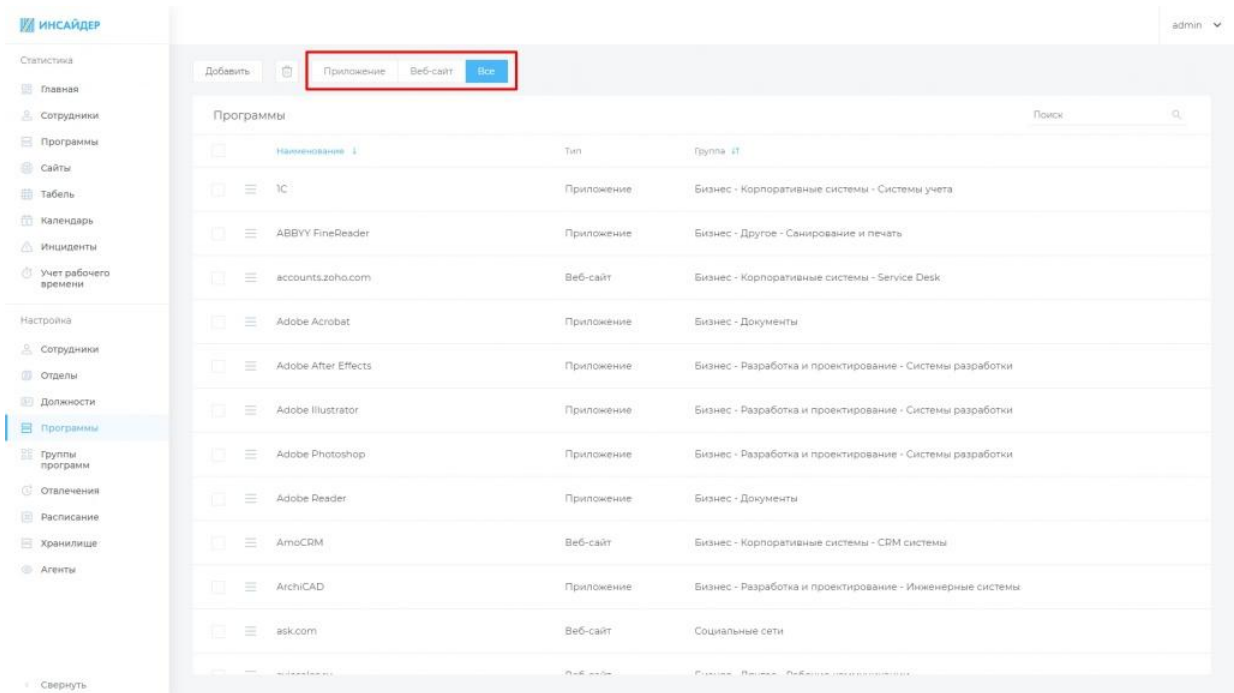 ИНСАЙДЕР
admin
Статистика
Главная
Сотрудники
Программы
Сайты
Табель
Календарь
Инциденты
Учет рабочего
времени
Настройка
Сотрудники
Отделы
Должности
Программы
Группы
программ
Отвлечения
Расписание
Хранилище
Агенты
Свернуть
Добавить Приложение Веб-сайт Все
Программы Поиск
Наименование Тип Группа
1C Приложение Бизнес - Корпоративные системы - Системы учета
ABBYY FineReader Приложение Бизнес - Другое - Санирование и печать
accounts.zoho.com Веб-сайт Бизнес - Корпоративные системы - Service Desk
Adobe Acrobat Приложение Бизнес - Документы
Adobe After Effects Приложение Бизнес - Разработка и проектирование - Системы разработки
Adobe Illustrator Приложение Бизнес - Разработка и проектирование - Системы разработки
Adobe Photoshop Приложение Бизнес - Разработка и проектирование - Системы разработки
Adobe Reader Приложение Бизнес - Документы
AmoCRM Веб-сайт Бизнес - Корпоративные системы - CRM системы
ArchiCAD Приложение Бизнес - Разработка и проектирование - Инженерные системы
ask.com Веб-сайт Социальные сети